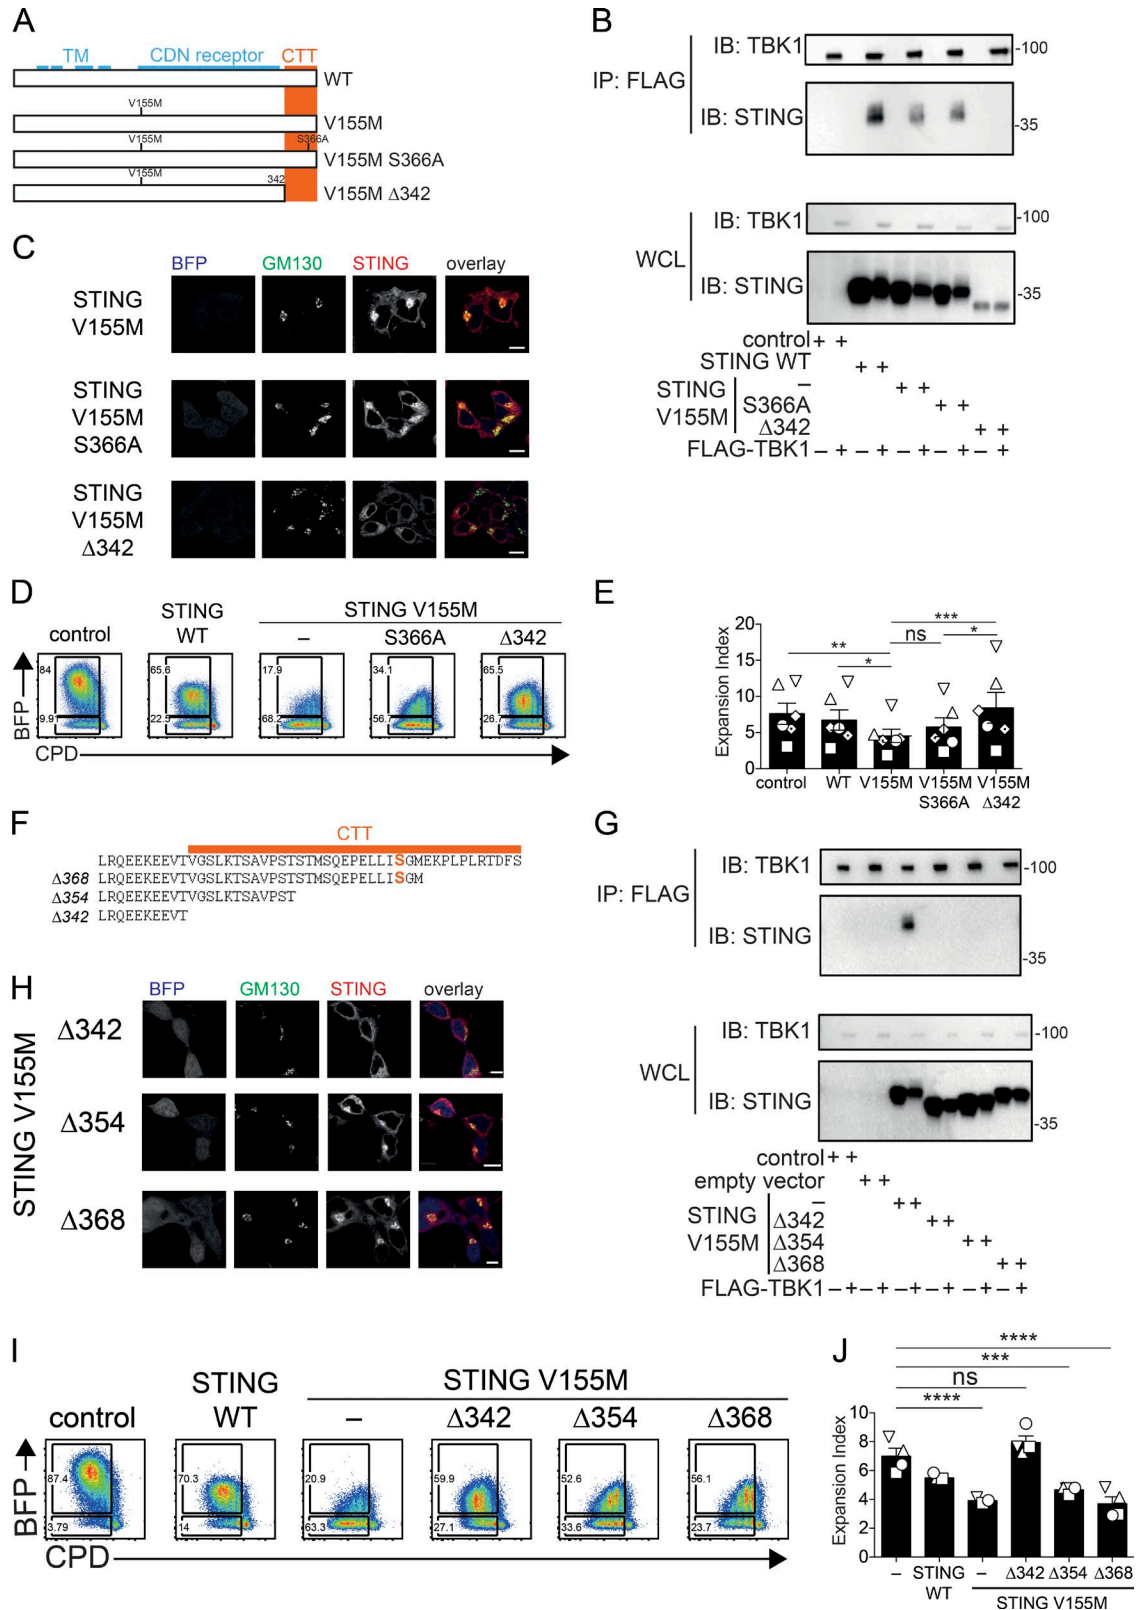 A
TM
CDN receptor
CTT
WT
V155M
V155M
V155M
S366A
V155M S366A
V155M
342
V155M Δ342
B
IP: FLAG
IB: TBK1
-100
IB: STING
-35
WCL
IB: TBK1
-100
IB: STING
-35
control + +
STING WT + +
STING V155M
– + +
S366A + +
Δ342 + +
FLAG-TBK1 – + – + – + – + – +
C
BFP GM130 STING overlay
STING
V155M
STING
V155M
S366A
STING
V155M
Δ342
D
control
STING
WT
STING V155M
– S366A Δ342
BFP
84
9.91
65.6
22.5
17.9
68.2
34.1
56.7
65.5
26.7
CPD
E
Expansion Index
20
15
10
5
0
**
*
ns
***
*
control
WT
V155M
V155M
S366A
V155M
Δ342
F
CTT
LRQEEKEEVTVGSLKTSAVPSTSTMSQEPELLISGMEKPLPLRTDFS
Δ368 LRQEEKEEVTVGSLKTSAVPSTSTMSQEPELLISGM
Δ354 LRQEEKEEVTVGSLKTSAVPST
Δ342 LRQEEKEEVT
G
IP: FLAG
IB: TBK1
-100
IB: STING
-35
WCL
IB: TBK1
-100
IB: STING
-35
control + +
empty vector + +
STING V155M
– + +
Δ342 + +
Δ354 + +
Δ368 + +
FLAG-TBK1 – + – + – + – + – + – +
H
BFP GM130 STING overlay
STING V155M
Δ342
Δ354
Δ368
I
control
STING
WT
STING V155M
– Δ342 Δ354 Δ368
BFP
87.4
3.79
70.3
14
20.9
63.3
59.9
27.1
52.6
33.6
56.1
23.7
CPD
J
****
***
ns
****
Expansion Index
10
8
6
4
2
0
–
STING
WT
– Δ342 Δ354 Δ368
STING V155M